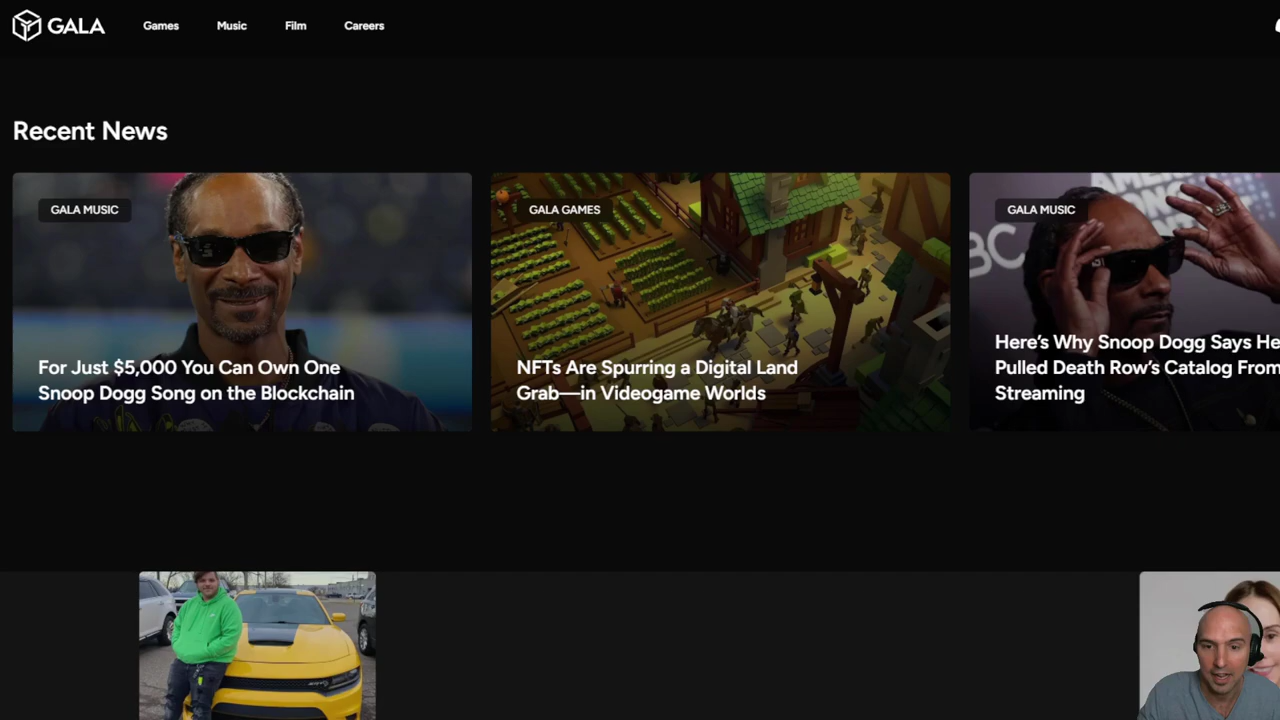 GALA
Games
Music
Film
Careers
Recent News
GALA MUSIC
For Just $5,000 You Can Own One
Snoop Dogg Song on the Blockchain
GALA GAMES
NFTs Are Spurring a Digital Land
Grab—in Videogame Worlds
GALA MUSIC
Here's Why Snoop Dogg Says He
Pulled Death Row's Catalog From
Streaming